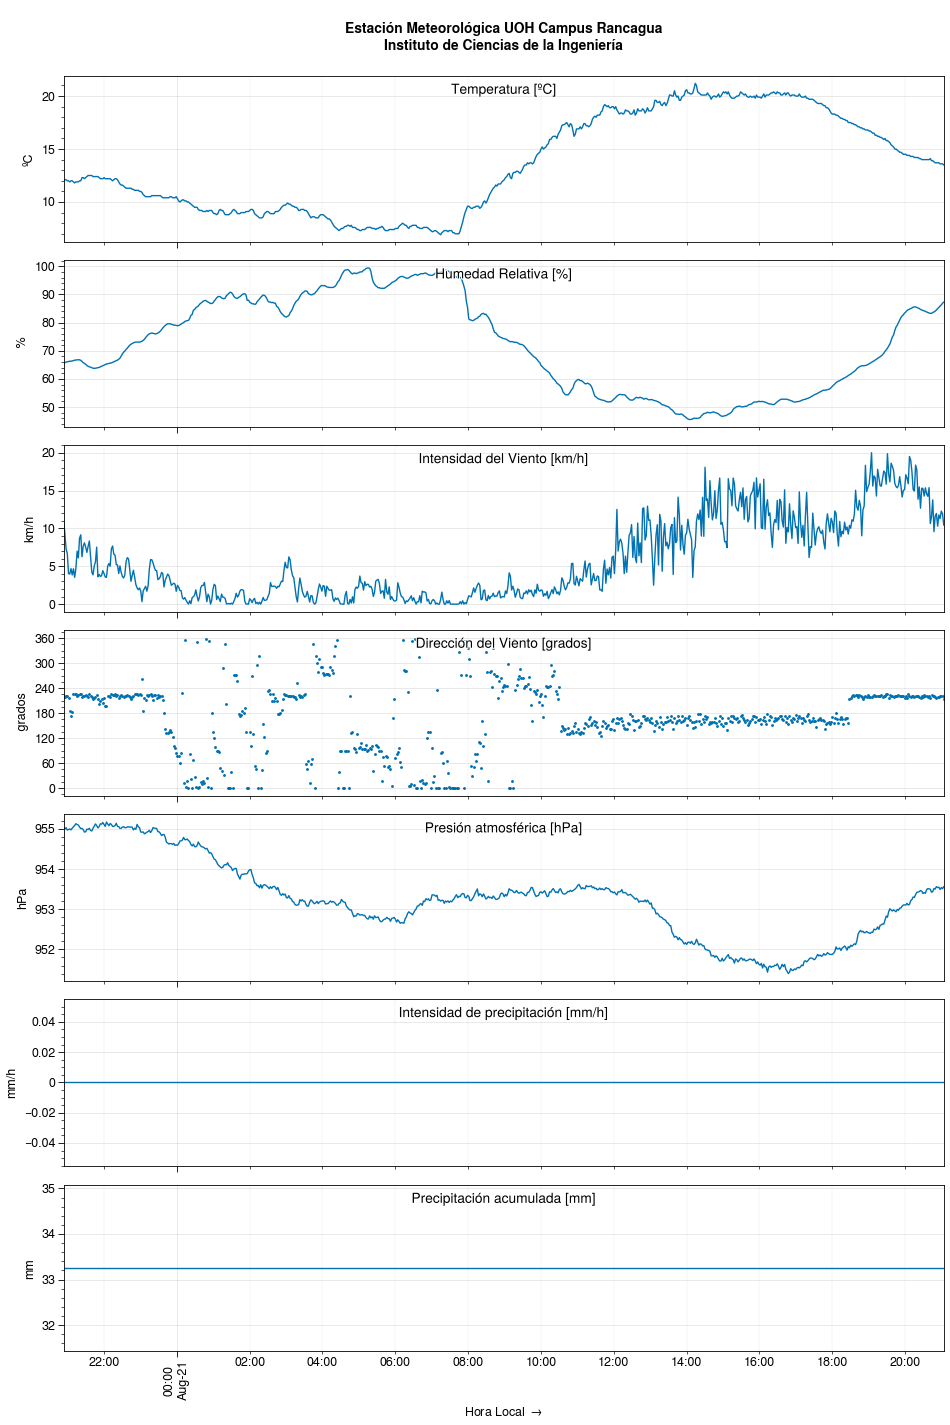 Estación Meteorológica UOH Campus Rancagua
Instituto de Ciencias de la Ingeniería
Temperatura [ºC]
ºC
20
15
10
Humedad Relativa [%]
%
100
90
80
70
60
50
Intensidad del Viento [km/h]
km/h
20
15
10
5
0
Dirección del Viento [grados]
grados
360
300
240
180
120
60
0
Presión atmosférica [hPa]
hPa
955
954
953
952
Intensidad de precipitación [mm/h]
mm/h
0.04
0.02
0
−0.02
−0.04
Precipitación acumulada [mm]
mm
35
34
33
32
22:00
00:00
Aug-21
02:00
04:00
06:00
08:00
10:00
12:00
14:00
16:00
18:00
20:00
Hora Local →